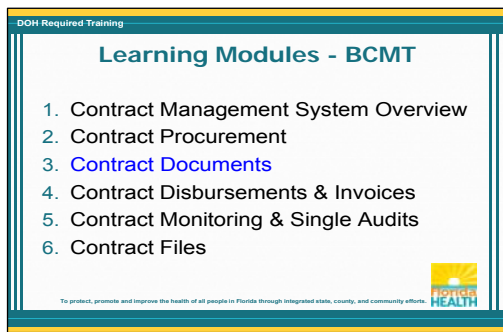 DOH Required Training
Learning Modules - BCMT
1. Contract Management System Overview
2. Contract Procurement
3. Contract Documents
4. Contract Disbursements & Invoices
5. Contract Monitoring & Single Audits
6. Contract Files
To protect, promote and improve the health of all people in Florida through integrated state, county, and community efforts.
Florida
HEALTH